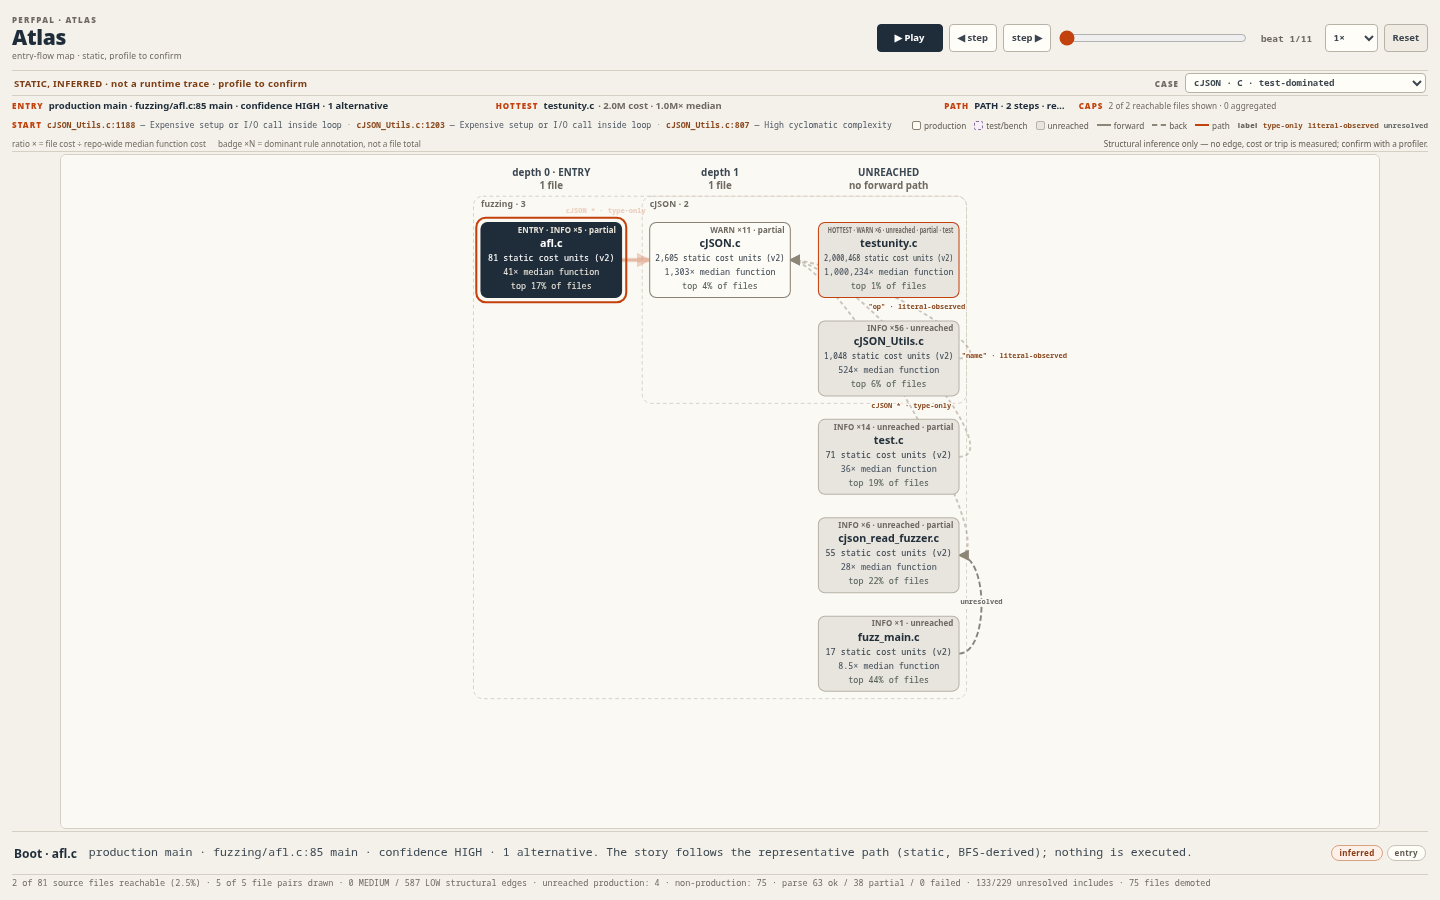 PERFPAL · ATLAS
Atlas
entry-flow map · static, profile to confirm
▶ Play
◀ step
step ▶
beat 1/11
1×
Reset
STATIC, INFERRED · not a runtime trace · profile to confirm
CASE
cJSON · C · test-dominated
ENTRY production main · fuzzing/afl.c:85 main · confidence HIGH · 1 alternative
HOTTEST testunity.c · 2.0M cost · 1.0M× median
PATH PATH · 2 steps · re…
CAPS 2 of 2 reachable files shown · 0 aggregated
START cJSON_Utils.c:1188 — Expensive setup or I/O call inside loop · cJSON_Utils.c:1203 — Expensive setup or I/O call inside loop · cJSON_Utils.c:807 — High cyclomatic complexity
production test/bench unreached forward back path label type-only literal-observed unresolved
ratio × = file cost ÷ repo-wide median function cost badge ×N = dominant rule annotation, not a file total
Structural inference only — no edge, cost or trip is measured; confirm with a profiler.
depth 0 · ENTRY
1 file
depth 1
1 file
UNREACHED
no forward path
fuzzing · 3
cJSON * · type-only
cJSON · 2
ENTRY · INFO ×5 · partial
afl.c
81 static cost units (v2)
41× median function
top 17% of files
WARN ×11 · partial
cJSON.c
2,605 static cost units (v2)
1,303× median function
top 4% of files
HOTTEST · WARN ×6 · unreached · partial · test
testunity.c
2,000,468 static cost units (v2)
1,000,234× median function
top 1% of files
"op" · literal-observed
INFO ×56 · unreached
cJSON_Utils.c
1,048 static cost units (v2)
524× median function
top 6% of files
"name" · literal-observed
cJSON * · type-only
INFO ×14 · unreached · partial
test.c
71 static cost units (v2)
36× median function
top 19% of files
INFO ×6 · unreached · partial
cjson_read_fuzzer.c
55 static cost units (v2)
28× median function
top 22% of files
unresolved
INFO ×1 · unreached
fuzz_main.c
17 static cost units (v2)
8.5× median function
top 44% of files
Boot · afl.c production main · fuzzing/afl.c:85 main · confidence HIGH · 1 alternative. The story follows the representative path (static, BFS-derived); nothing is executed.
inferred
entry
2 of 81 source files reachable (2.5%) · 5 of 5 file pairs drawn · 0 MEDIUM / 587 LOW structural edges · unreached production: 4 · non-production: 75 · parse 63 ok / 38 partial / 0 failed · 133/229 unresolved includes · 75 files demoted